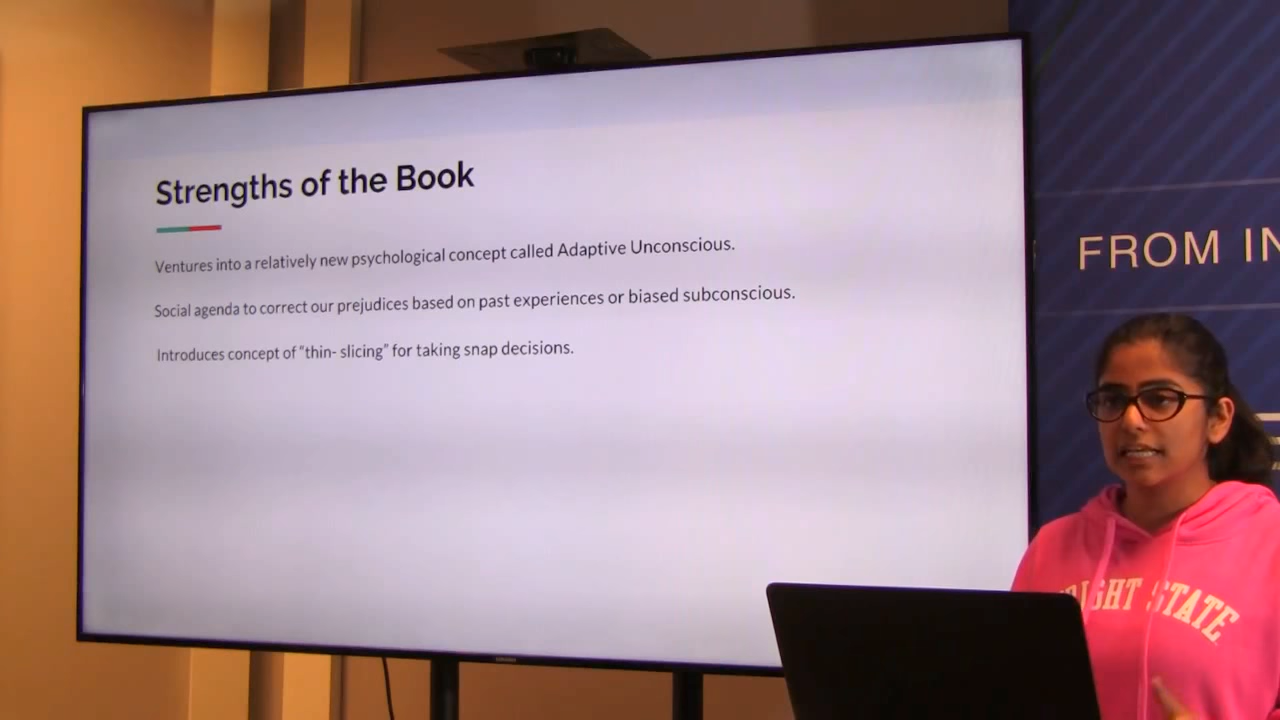 Strengths of the Book
Ventures into a relatively new psychological concept called Adaptive Unconscious.
Social agenda to correct our prejudices based on past experiences or biased subconscious.
Introduces concept of “thin- slicing” for taking snap decisions.
FROM IN
STATE